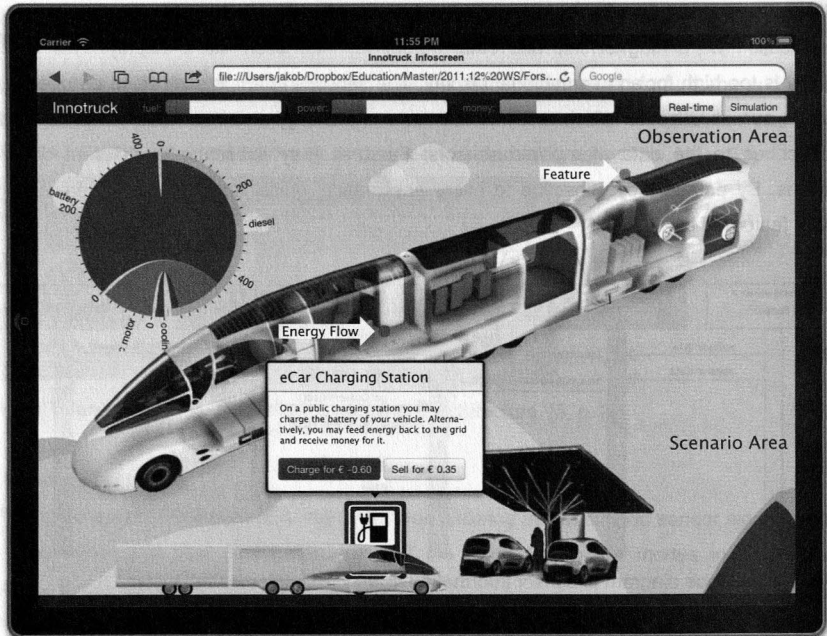 Carrier
11:55 PM
100%
Innotruck Infoscreen
file:///Users/jakob/Dropbox/Education/Master/2011:12%20WS/Fors...
Google
Innotruck
fuel:
power:
money:
Real-time
Simulation
Observation Area
400
0
200
diesel
400
battery
200
0
motor
0
Feature
Energy Flow
eCar Charging Station
On a public charging station you may
charge the battery of your vehicle. Alterna-
tively, you may feed energy back to the grid
and receive money for it.
Charge for € -0.60
Sell for € 0.35
Scenario Area